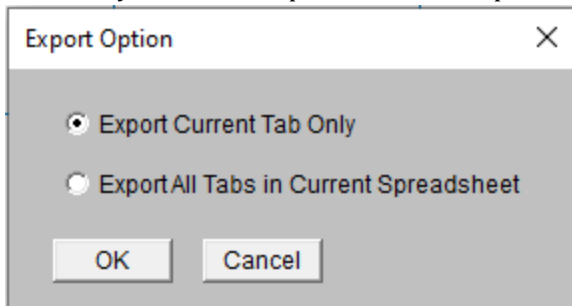 Export Option
Export Current Tab Only
Export All Tabs in Current Spreadsheet
OK Cancel